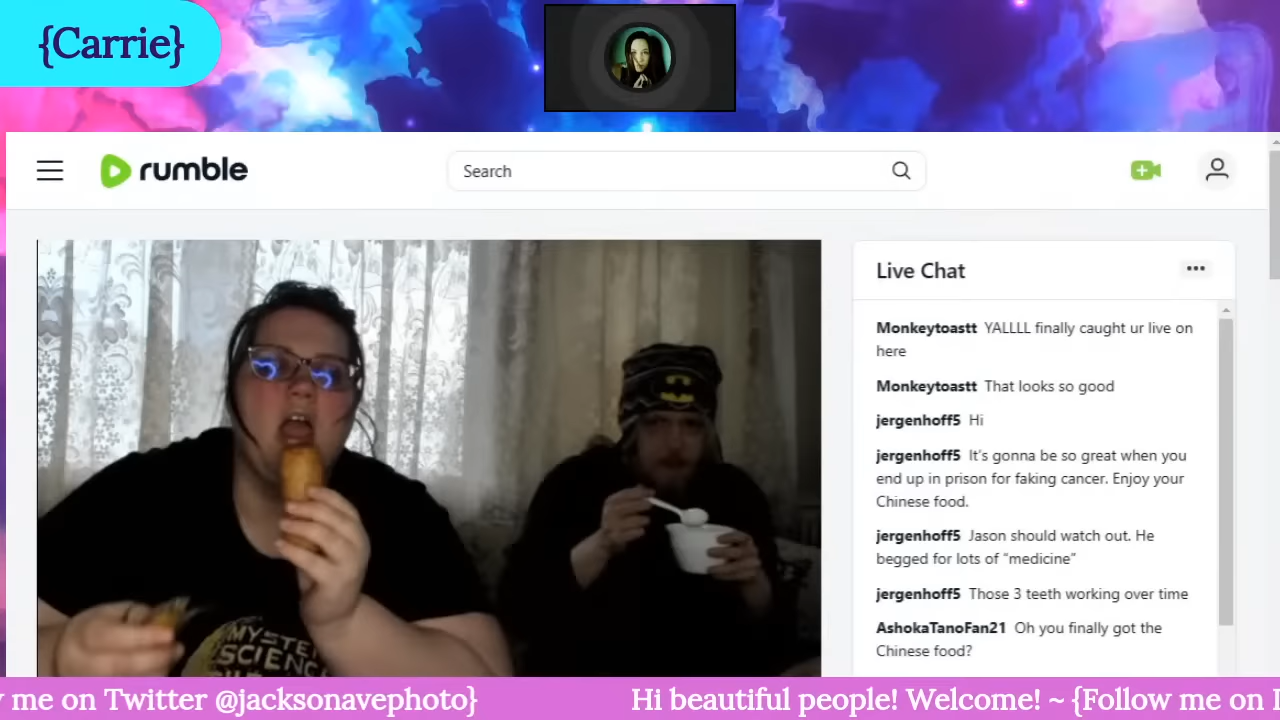 {Carrie}
rumble
Search
Live Chat
Monkeytoastt YALLLL finally caught ur live on
here
Monkeytoastt That looks so good
jergenhoff5 Hi
jergenhoff5 It's gonna be so great when you
end up in prison for faking cancer. Enjoy your
Chinese food.
jergenhoff5 Jason should watch out. He
begged for lots of "medicine"
jergenhoff5 Those 3 teeth working over time
AshokaTanoFan21 Oh you finally got the
Chinese food?
MYSTE
SCIENC
me on Twitter @jacksonavephoto} Hi beautiful people! Welcome! ~ {Follow me on